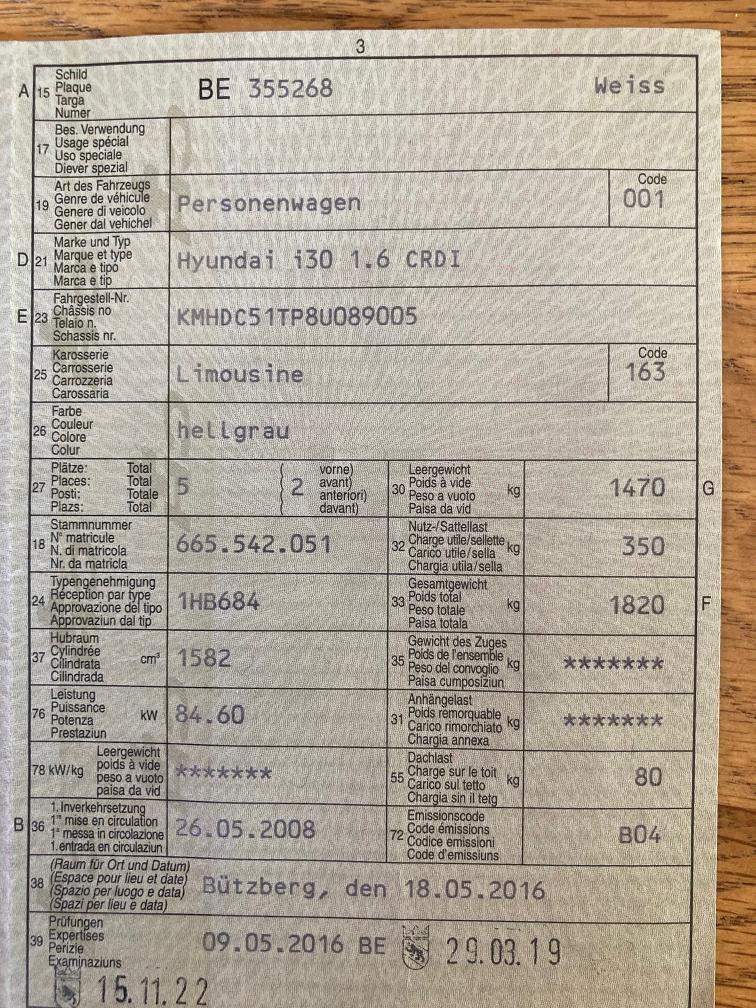 3
A 15 Schild
Plaque
Targa
Numer
BE 355268 Weiss
17 Bes. Verwendung
Usage spécial
Uso speciale
Diever spezial
19 Art des Fahrzeugs
Genre de véhicule
Genere di veicolo
Gener dal vehichel
Personenwagen
Code
001
D 21 Marke und Typ
Marque et type
Marca e tipo
Marca e tip
Hyundai i30 1.6 CRDI
E 23 Fahrgestell-Nr.
Châssis no
Telaio n.
Schassis nr.
KMHDC51TP8U089005
25 Karosserie
Carrosserie
Carrozzeria
Carossaria
Limousine
Code
163
26 Farbe
Couleur
Colore
Colur
hellgrau
27 Plätze: Total
Places: Total
Posti: Totale
Plazs: Total
5 ( 2 vorne)
avant)
anteriori)
davant)
30 Leergewicht
Poids à vide
Peso a vuoto
Paisa da vid
kg 1470 G
18 Stammnummer
N° matricule
N. di matricola
Nr. da matricla
665.542.051
32 Nutz-/Sattellast
Charge utile/sellette
Carico utile/sella
Chargia utila/sella
kg 350
24 Typengenehmigung
Réception par type
Approvazione del tipo
Approvaziun dal tip
1HB684
33 Gesamtgewicht
Poids total
Peso totale
Paisa totala
kg 1820 F
37 Hubraum
Cylindrée
Cilindrata
Cilindrada
cm³ 1582
35 Gewicht des Zuges
Poids de l'ensemble
Peso del convoglio
Paisa cumposiziun
kg *******
76 Leistung
Puissance
Potenza
Prestaziun
kW 84.60
31 Anhängelast
Poids remorquable
Carico rimorchiato
Chargia annexa
kg *******
78 kW/kg Leergewicht
poids à vide
peso a vuoto
paisa da vid
*******
55 Dachlast
Charge sur le toit
Carico sul tetto
Chargia sin il tetg
kg 80
B 36 1. Inverkehrsetzung
1re mise en circulation
1a messa in circolazione
1. entrada en circulaziun
26.05.2008
72 Emissionscode
Code émissions
Codice emissioni
Code d'emissiuns
B04
38 (Raum für Ort und Datum)
(Espace pour lieu et date)
(Spazio per luogo e data)
(Spazi per lieu e data)
Bützberg, den 18.05.2016
39 Prüfungen
Expertises
Perizie
Examinaziuns
09.05.2016 BE 29.03.19
15.11.22